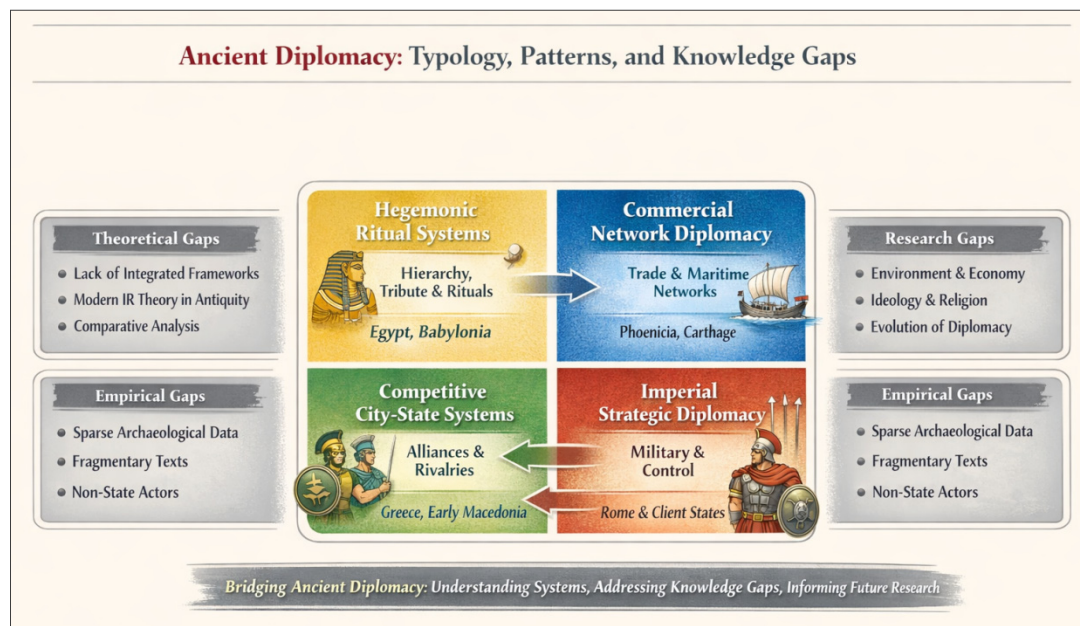 Ancient Diplomacy: Typology, Patterns, and Knowledge Gaps
Theoretical Gaps
Lack of Integrated Frameworks
Modern IR Theory in Antiquity
Comparative Analysis
Empirical Gaps
Sparse Archaeological Data
Fragmentary Texts
Non-State Actors
Hegemonic
Ritual Systems
Hierarchy,
Tribute & Rituals
Egypt, Babylonia
Commercial
Network Diplomacy
Trade & Maritime
Networks
Phoenicia, Carthage
Competitive
City-State Systems
Alliances &
Rivalries
Greece, Early Macedonia
Imperial
Strategic Diplomacy
Military &
Control
Rome & Client States
Research Gaps
Environment & Economy
Ideology & Religion
Evolution of Diplomacy
Empirical Gaps
Sparse Archaeological Data
Fragmentary Texts
Non-State Actors
Bridging Ancient Diplomacy: Understanding Systems, Addressing Knowledge Gaps, Informing Future Research